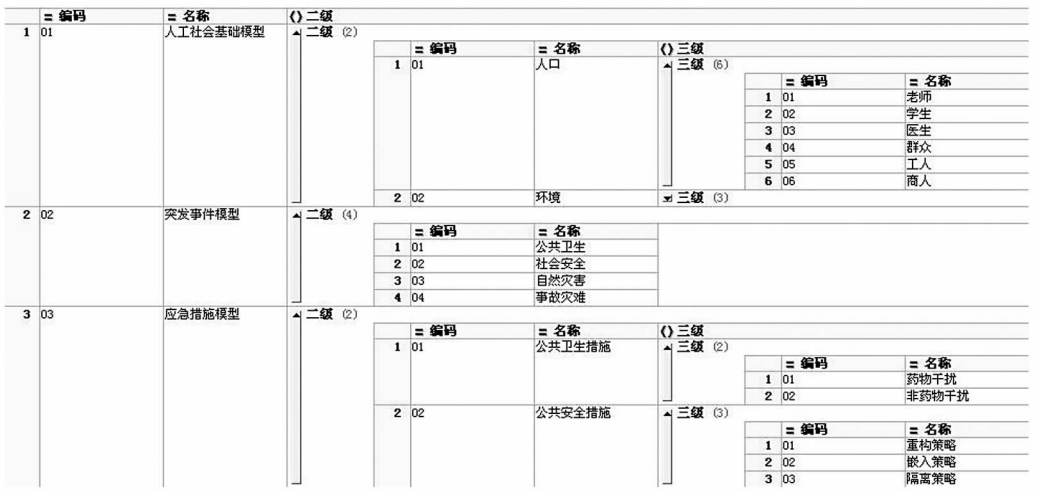 = 编码 = 名称 () 二级
1 01 人工社会基础模型 二级 (2)
= 编码 = 名称 () 三级
1 01 人口 三级 (6)
= 编码 = 名称
1 01 老师
2 02 学生
3 03 医生
4 04 群众
5 05 工人
6 06 商人
2 02 环境 三级 (3)
2 02 突发事件模型 二级 (4)
= 编码 = 名称
1 01 公共卫生
2 02 社会安全
3 03 自然灾害
4 04 事故灾难
3 03 应急措施模型 二级 (2)
= 编码 = 名称 () 三级
1 01 公共卫生措施 三级 (2)
= 编码 = 名称
1 01 药物干扰
2 02 非药物干扰
2 02 公共安全措施 三级 (3)
= 编码 = 名称
1 01 重构策略
2 02 嵌入策略
3 03 隔离策略